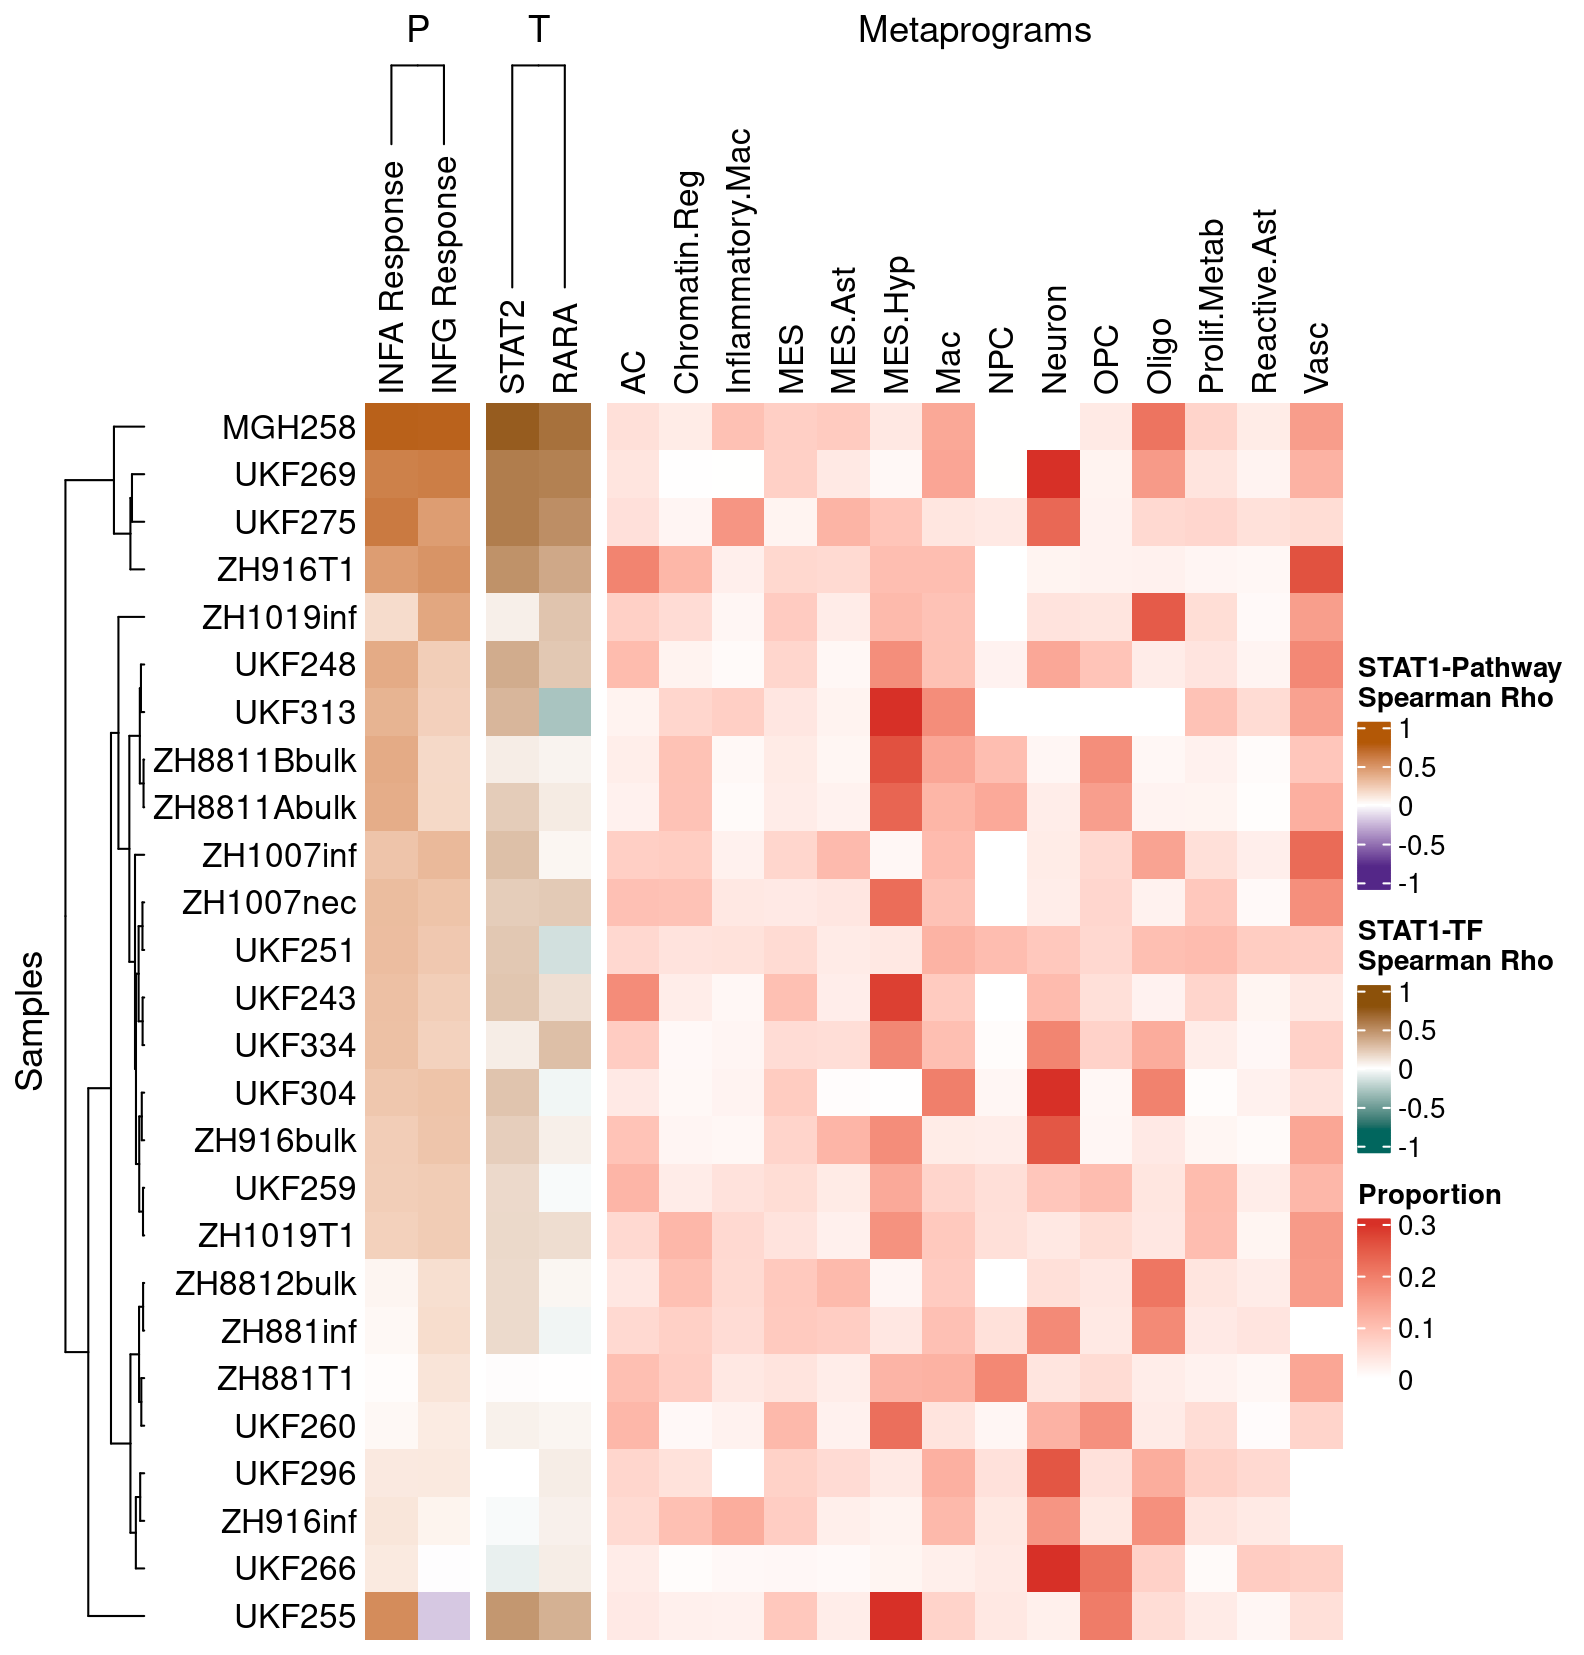 P
T
Metaprograms
INFA Response
INFG Response
STAT2
RARA
AC
Chromatin.Reg
Inflammatory.Mac
MES
MES.Ast
MES.Hyp
Mac
NPC
Neuron
OPC
Oligo
Prolif.Metab
Reactive.Ast
Vasc
Samples
MGH258
UKF269
UKF275
ZH916T1
ZH1019inf
UKF248
UKF313
ZH8811Bbulk
ZH8811Abulk
ZH1007inf
ZH1007nec
UKF251
UKF243
UKF334
UKF304
ZH916bulk
UKF259
ZH1019T1
ZH8812bulk
ZH881inf
ZH881T1
UKF260
UKF296
ZH916inf
UKF266
UKF255
STAT1-Pathway
Spearman Rho
1
0.5
0
-0.5
-1
STAT1-TF
Spearman Rho
1
0.5
0
-0.5
-1
Proportion
0.3
0.2
0.1
0